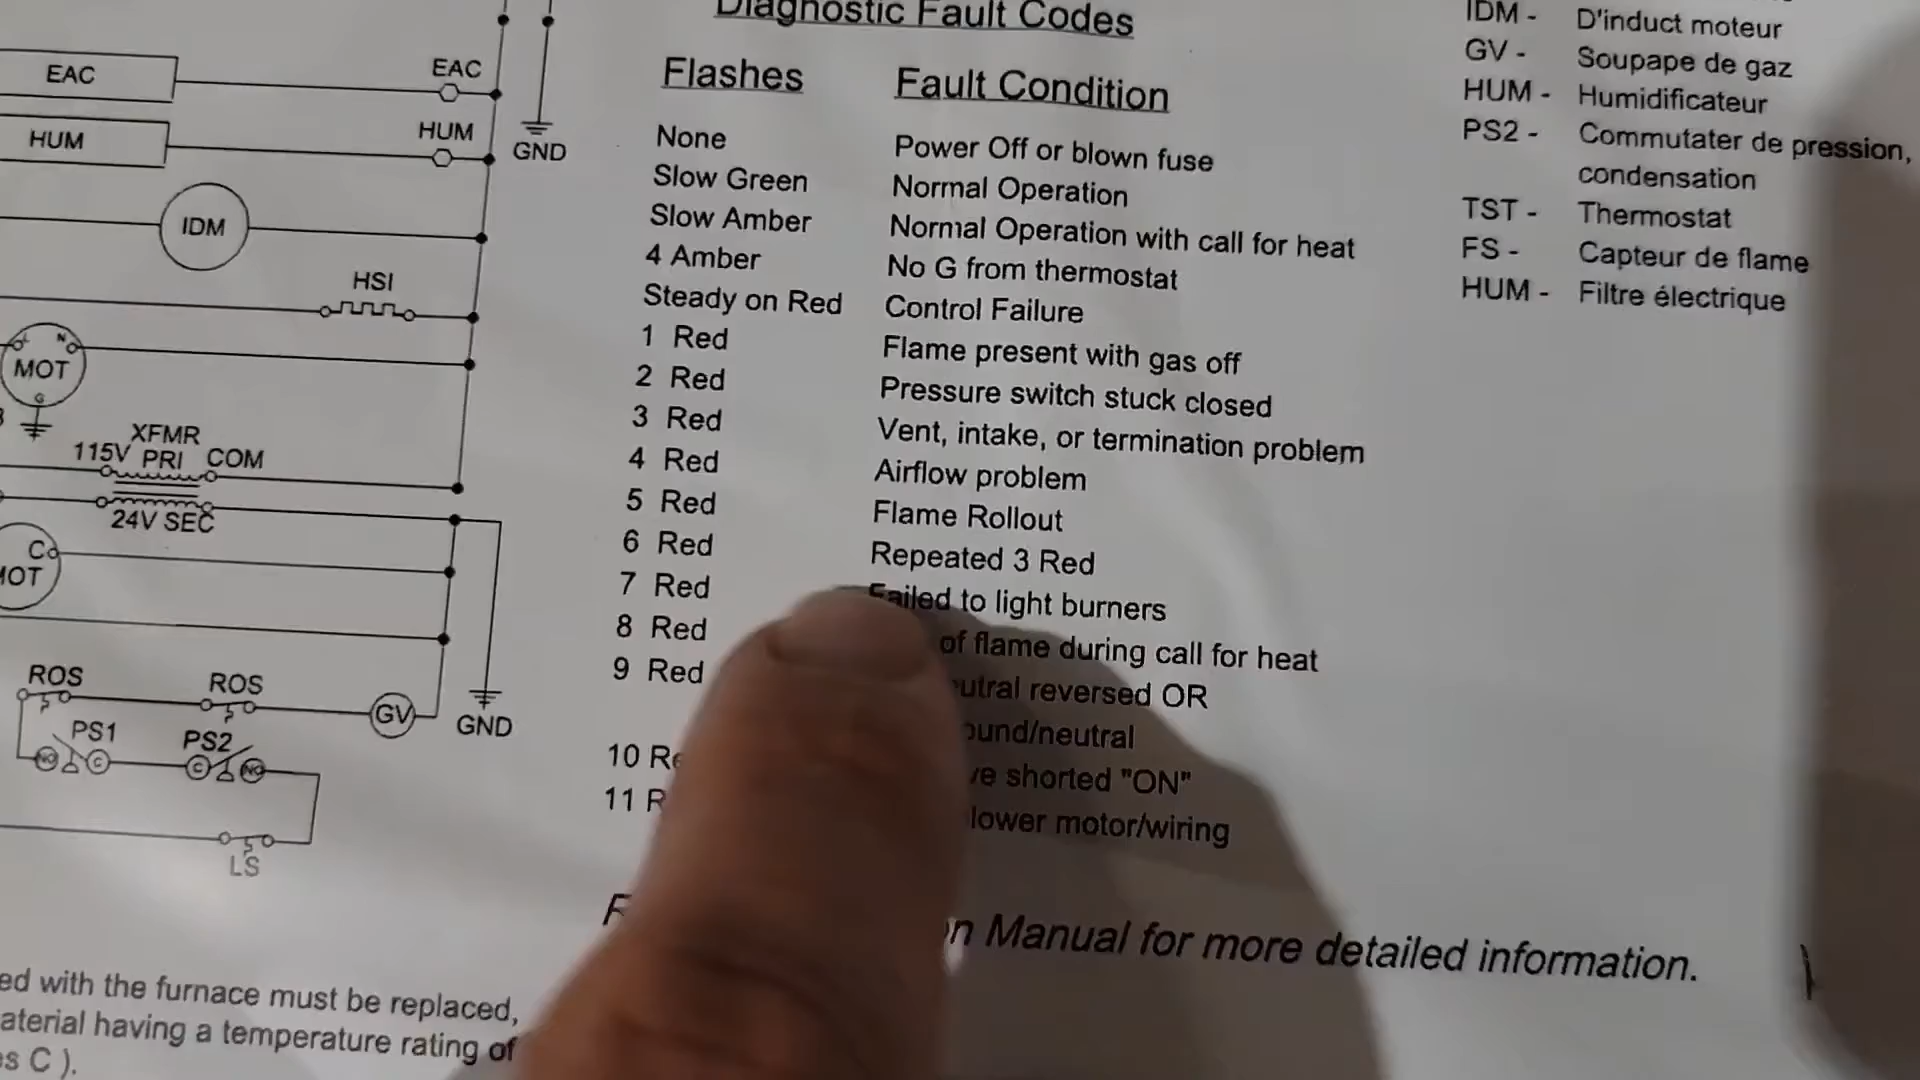 Diagnostic Fault Codes
Flashes Fault Condition
None Power Off or blown fuse
Slow Green Normal Operation
Slow Amber Normal Operation with call for heat
4 Amber No G from thermostat
Steady on Red Control Failure
1 Red Flame present with gas off
2 Red Pressure switch stuck closed
3 Red Vent, intake, or termination problem
4 Red Airflow problem
5 Red Flame Rollout
6 Red Repeated 3 Red
7 Red Failed to light burners
8 Red of flame during call for heat
9 Red reversed OR
/neutral
10 shorted "ON"
11 motor/wiring
Manual for more detailed information.
IDM - D'induct moteur
GV - Soupape de gaz
HUM - Humidificateur
PS2 - Commutater de pression,
condensation
TST - Thermostat
FS - Capteur de flame
HUM - Filtre électrique
EAC EAC
HUM HUM
GND
IDM
HSI
N
MOT
G
XFMR
115V PRI COM
24V SEC
C
ROS ROS
GV
GND
PS1 PS2
NO C C NO
LS
with the furnace must be replaced,
having a temperature rating of
C ).